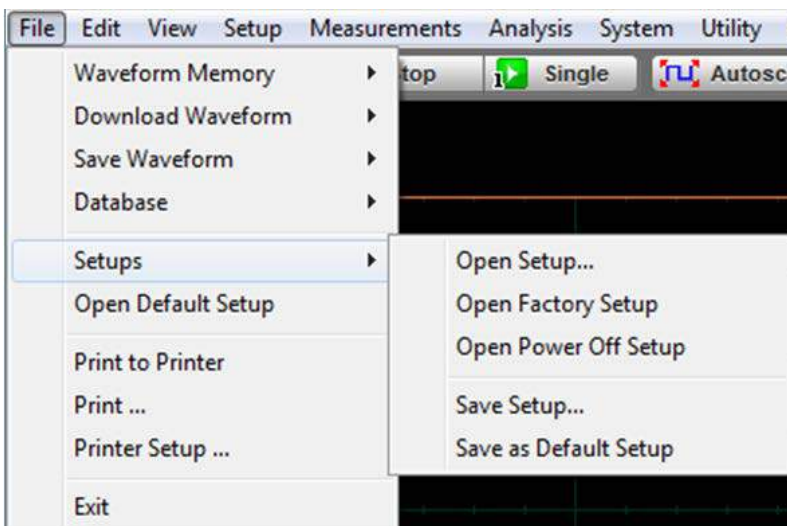 File Edit View Setup Measurements Analysis System Utility
Waveform Memory
Single
Download Waveform
Save Waveform
Database
Setups
Open Default Setup
Print to Printer
Print ...
Printer Setup ...
Exit
Open Setup...
Open Factory Setup
Open Power Off Setup
Save Setup...
Save as Default Setup